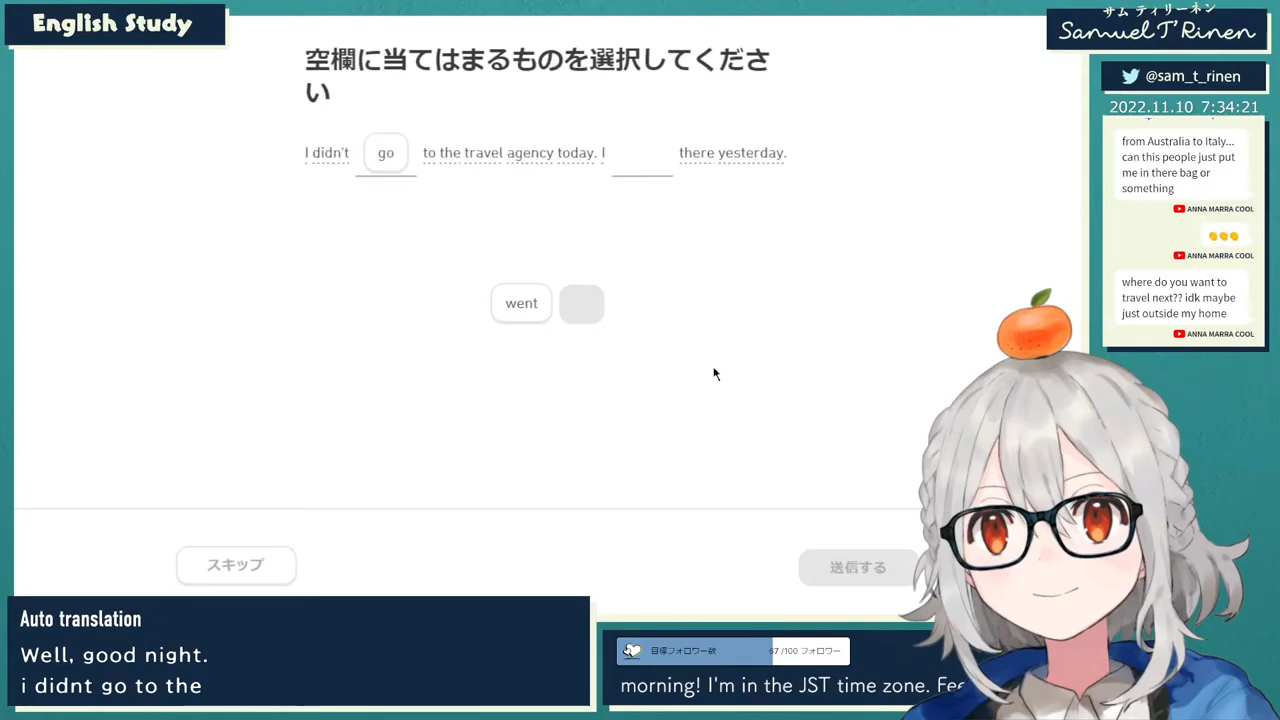 English Study
サム ティリーネン
Samuel T'Rinen
空欄に当てはまるものを選択してくださ
い
@sam_t_rinen
2022.11.10 7:34:21
I didn't go to the travel agency today. I there yesterday.
from Australia to Italy...
can this people just put
me in there bag or
something
ANNA MARRA COOL
👏👏👏
ANNA MARRA COOL
where do you want to
travel next?? idk maybe
just outside my home
ANNA MARRA COOL
went
スキップ
送信する
Auto translation
Well, good night.
i didnt go to the
目標フォロワー数 67 /100 フォロワー
morning! I'm in the JST time zone. Fee